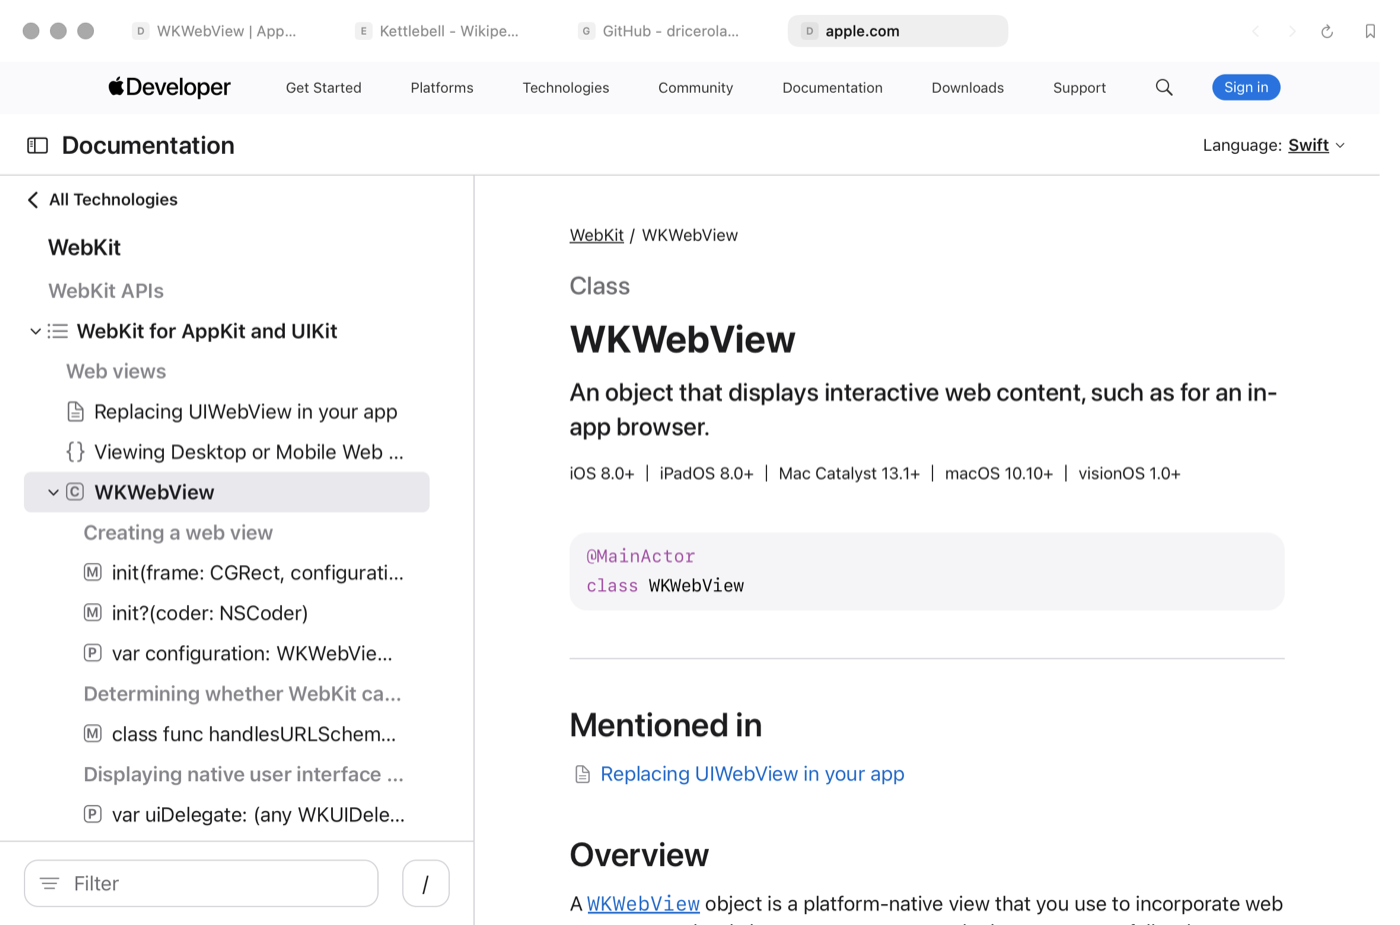 D WKWebView | App...
E Kettlebell - Wikipe...
G GitHub - dricerola...
D apple.com
Developer
Get Started
Platforms
Technologies
Community
Documentation
Downloads
Support
Sign in
Documentation
Language: Swift
All Technologies
WebKit
WebKit APIs
WebKit for AppKit and UIKit
Web views
Replacing UIWebView in your app
{} Viewing Desktop or Mobile Web ...
C WKWebView
Creating a web view
M init(frame: CGRect, configurati...
M init?(coder: NSCoder)
P var configuration: WKWebVie...
Determining whether WebKit ca...
M class func handlesURLSchem...
Displaying native user interface ...
P var uiDelegate: (any WKUIDele...
Filter
/
WebKit / WKWebView
Class
WKWebView
An object that displays interactive web content, such as for an in-
app browser.
iOS 8.0+ | iPadOS 8.0+ | Mac Catalyst 13.1+ | macOS 10.10+ | visionOS 1.0+
@MainActor
class WKWebView
Mentioned in
Replacing UIWebView in your app
Overview
A WKWebView object is a platform-native view that you use to incorporate web